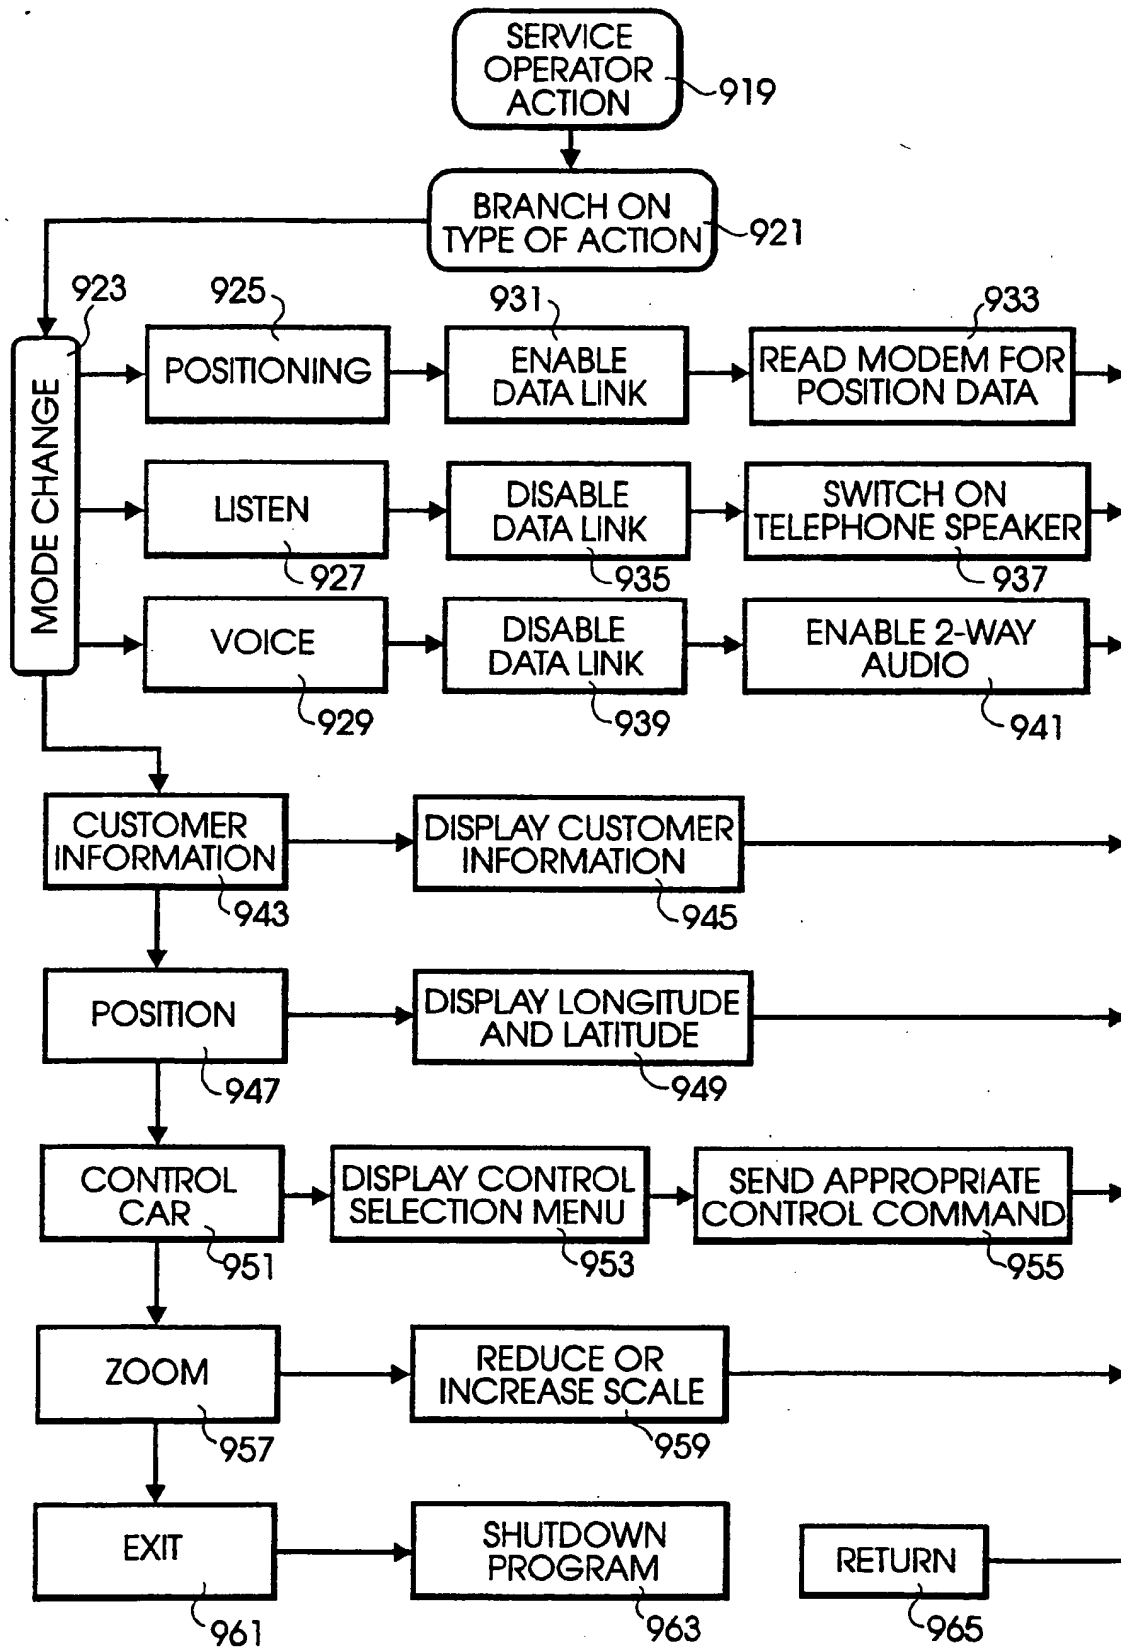 SERVICE
OPERATOR
ACTION
919
BRANCH ON
TYPE OF ACTION
921
923
MODE CHANGE
925
POSITIONING
931
ENABLE
DATA LINK
933
READ MODEM FOR
POSITION DATA
LISTEN
927
DISABLE
DATA LINK
935
SWITCH ON
TELEPHONE SPEAKER
937
VOICE
929
DISABLE
DATA LINK
939
ENABLE 2-WAY
AUDIO
941
CUSTOMER
INFORMATION
943
DISPLAY CUSTOMER
INFORMATION
945
POSITION
947
DISPLAY LONGITUDE
AND LATITUDE
949
CONTROL
CAR
951
DISPLAY CONTROL
SELECTION MENU
953
SEND APPROPRIATE
CONTROL COMMAND
955
ZOOM
957
REDUCE OR
INCREASE SCALE
959
EXIT
961
SHUTDOWN
PROGRAM
963
RETURN
965